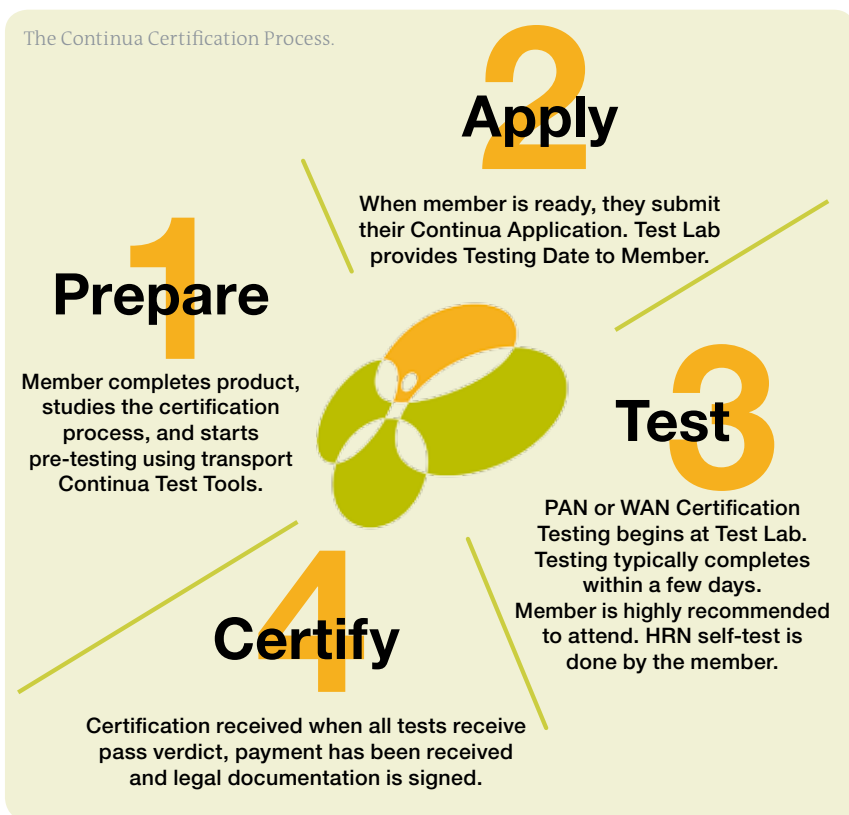 The Continua Certification Process.
1
Prepare
Member completes product,
studies the certification
process, and starts
pre-testing using transport
Continua Test Tools.
2
Apply
When member is ready, they submit
their Continua Application. Test Lab
provides Testing Date to Member.
3
Test
PAN or WAN Certification
Testing begins at Test Lab.
Testing typically completes
within a few days.
Member is highly recommended
to attend. HRN self-test is
done by the member.
4
Certify
Certification received when all tests receive
pass verdict, payment has been received
and legal documentation is signed.